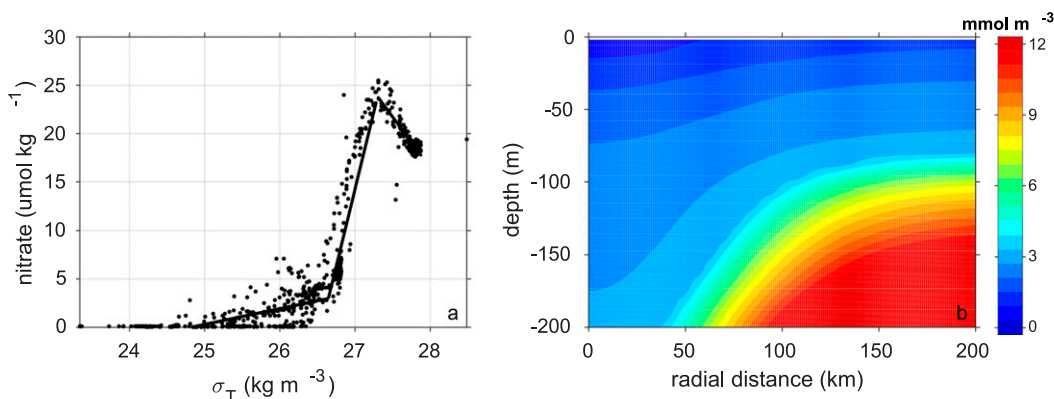 30
25
20
15
10
5
0
nitrate (umol kg -1)
24 25 26 27 28
σT (kg m -3)
a
0
-50
-100
-150
-200
depth (m)
0 50 100 150 200
radial distance (km)
b
mmol m -3
12
9
6
3
0